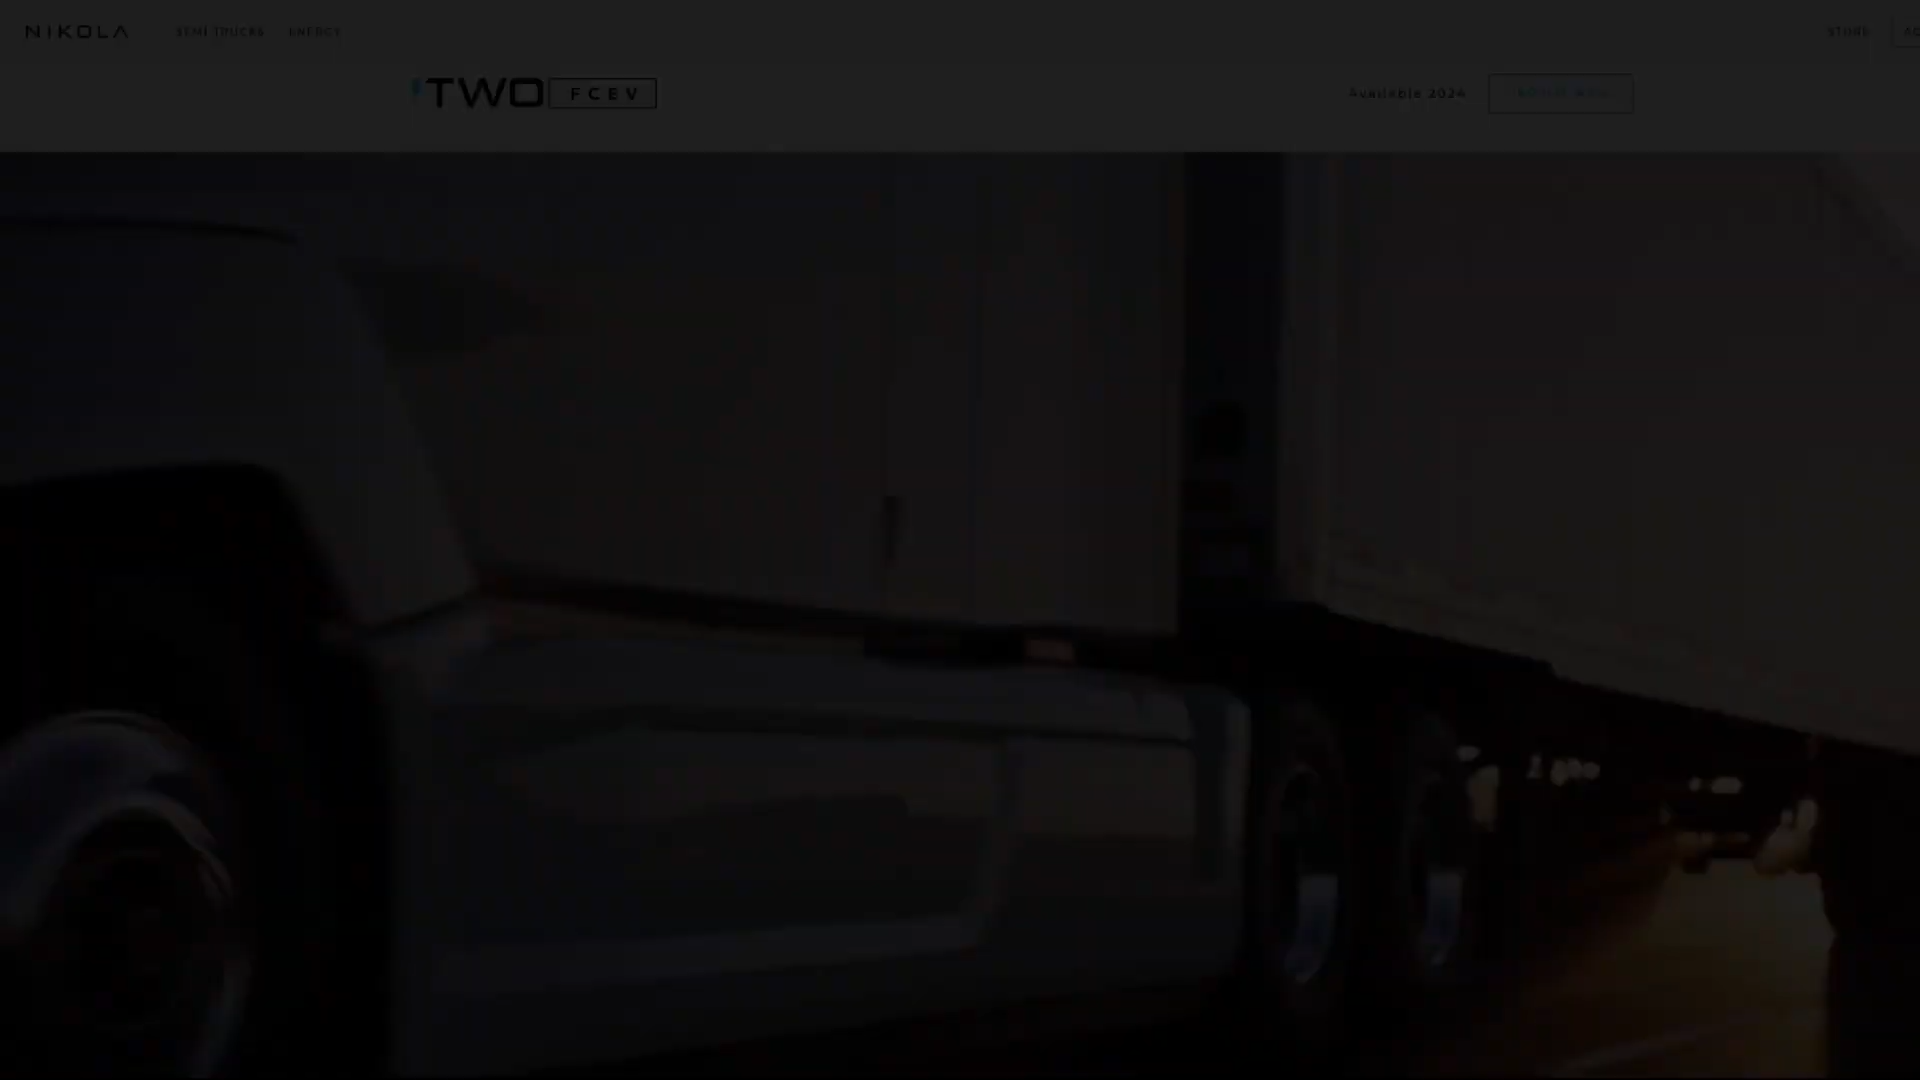 NIKOLA SEMI TRUCKS ENERGY STORE
TWO FCEV Available 2024